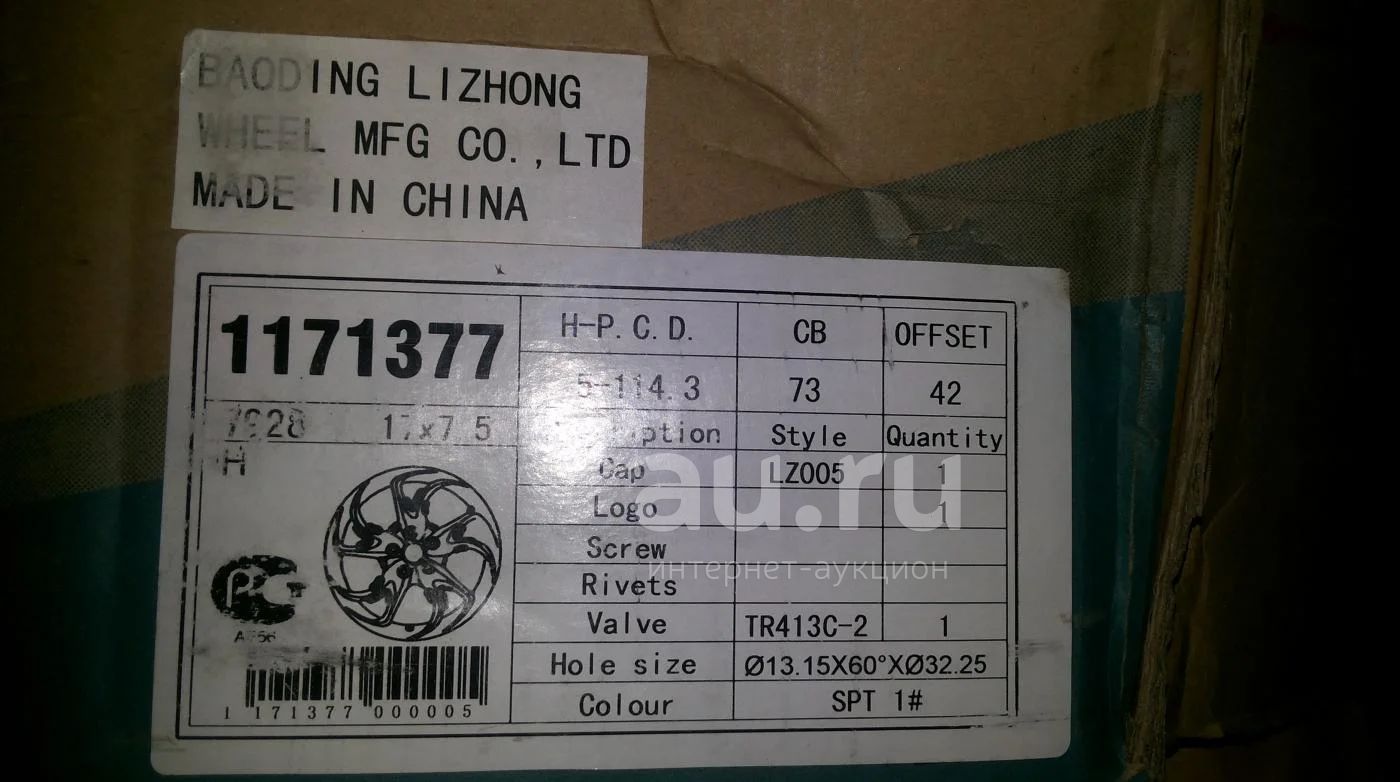 BAODING LIZHONG
WHEEL MFG CO.,LTD
MADE IN CHINA
1171377
7928 17x7.5
H
H-P.C.D. CB OFFSET
5-114.3 73 42
Style Quantity
Cap LZ005 1
Logo 1
Screw
Rivets
Valve TR413C-2 1
Hole size Ø13.15X60°XØ32.25
Colour SPT 1#
1 171377 000005
au.ru
интернет-аукцион